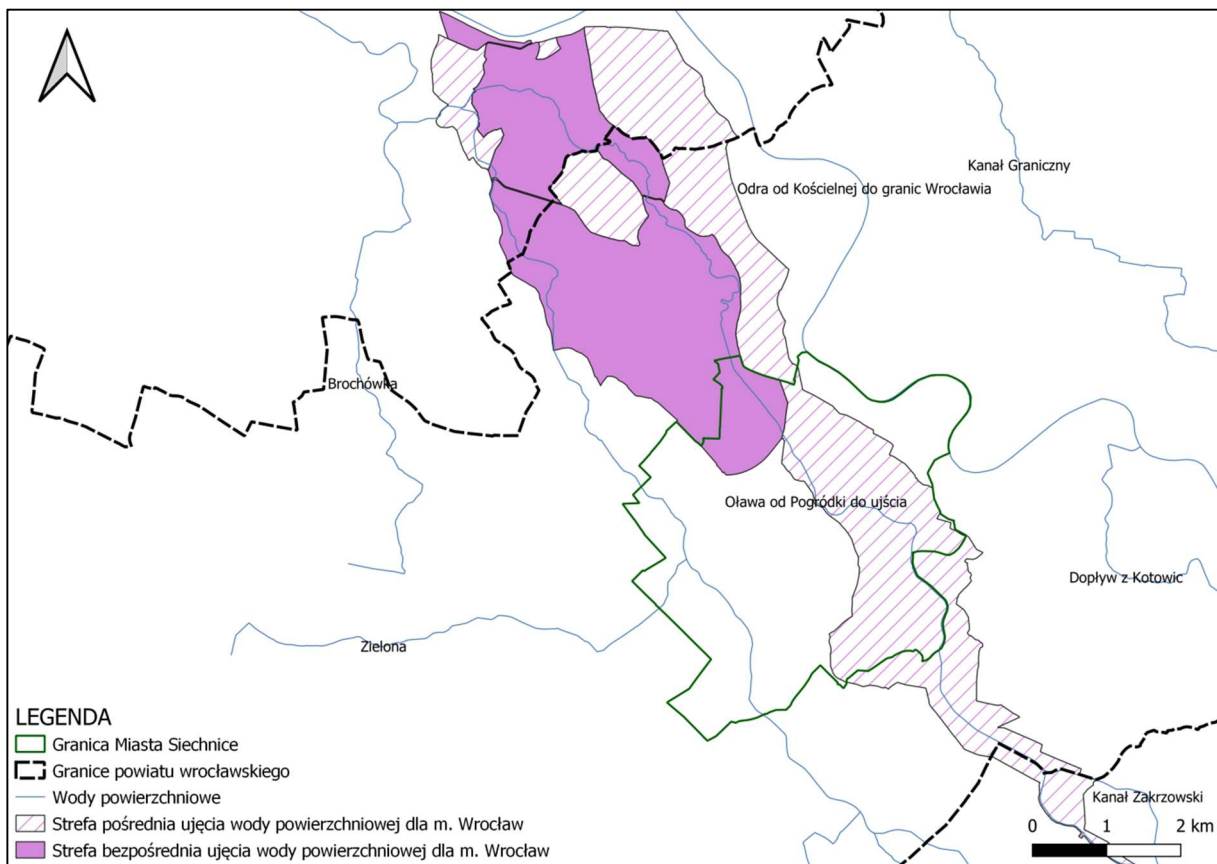 Kanał Graniczny
Odra od Kościelnej do granic Wrocławia
Brochówka
Oława od Pogródki do ujścia
Dopływ z Kotowic
Zielona
Kanał Zakrzowski
LEGENDA
Granica Miasta Siechnice
Granice powiatu wrocławskiego
Wody powierzchniowe
Strefa pośrednia ujęcia wody powierzchniowej dla m. Wrocław
Strefa bezpośrednia ujęcia wody powierzchniowej dla m. Wrocław
0 1 2 km